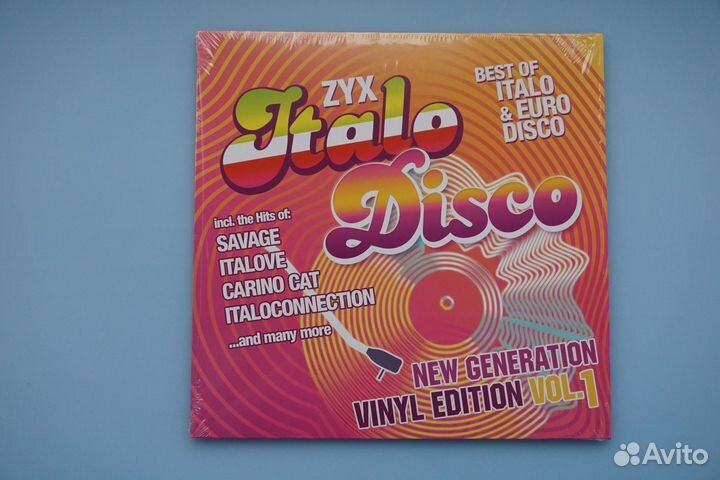 ZYX
Italo
Disco
BEST OF
ITALO
& EURO
DISCO
incl. the Hits of:
SAVAGE
ITALOVE
CARINO CAT
ITALOCONNECTION
...and many more
NEW GENERATION
VINYL EDITION VOL.1
Avito